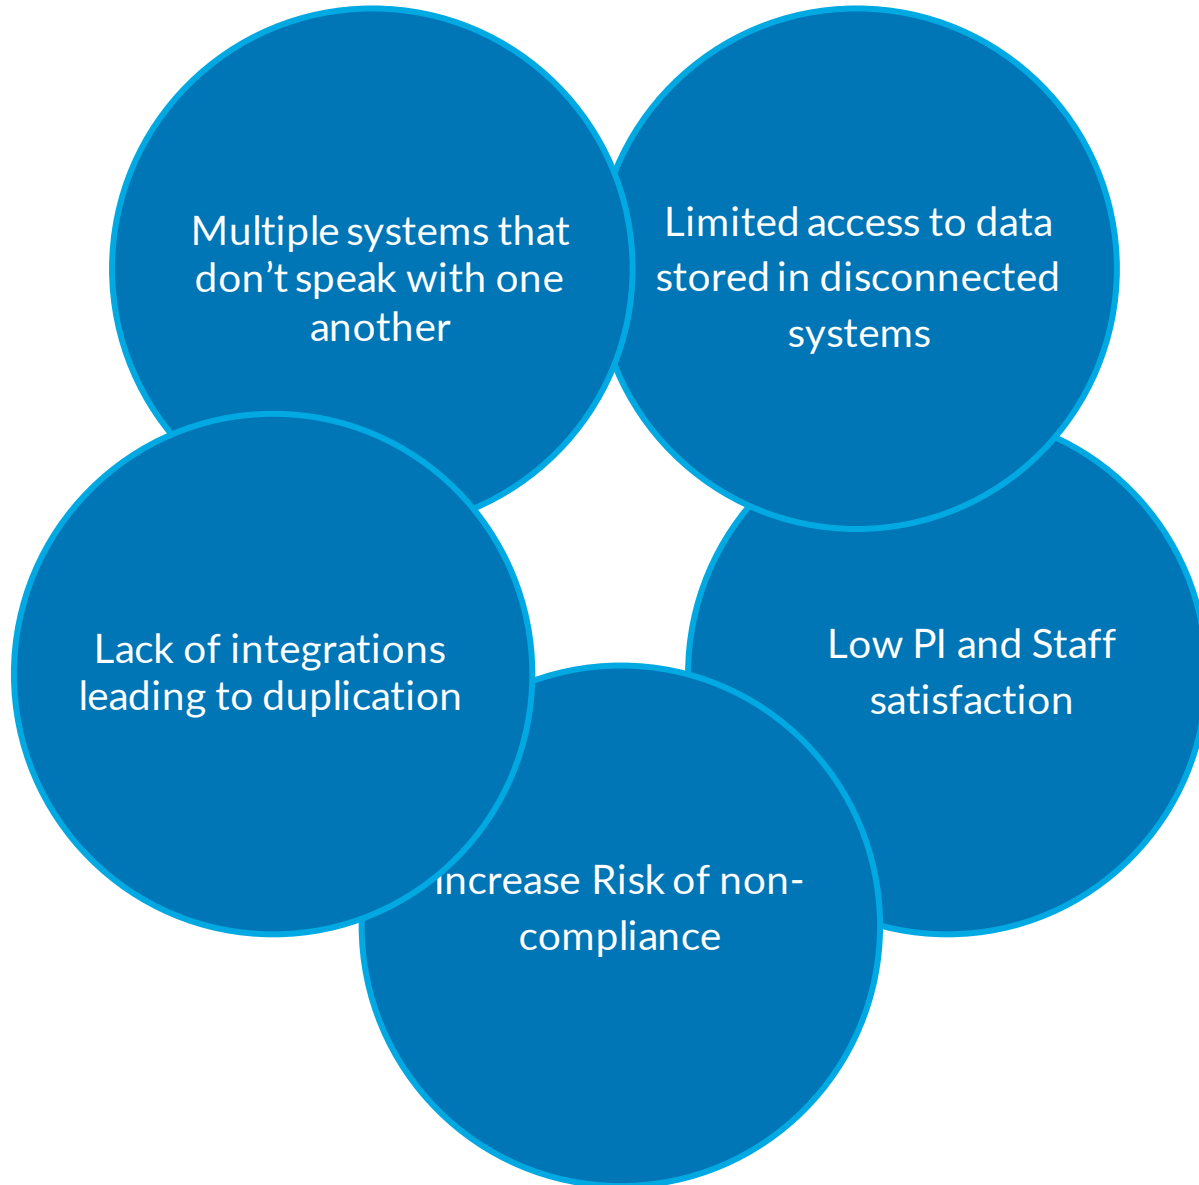 Multiple systems that
don't speak with one
another
Limited access to data
stored in disconnected
systems
Low PI and Staff
satisfaction
Increase Risk of non-
compliance
Lack of integrations
leading to duplication